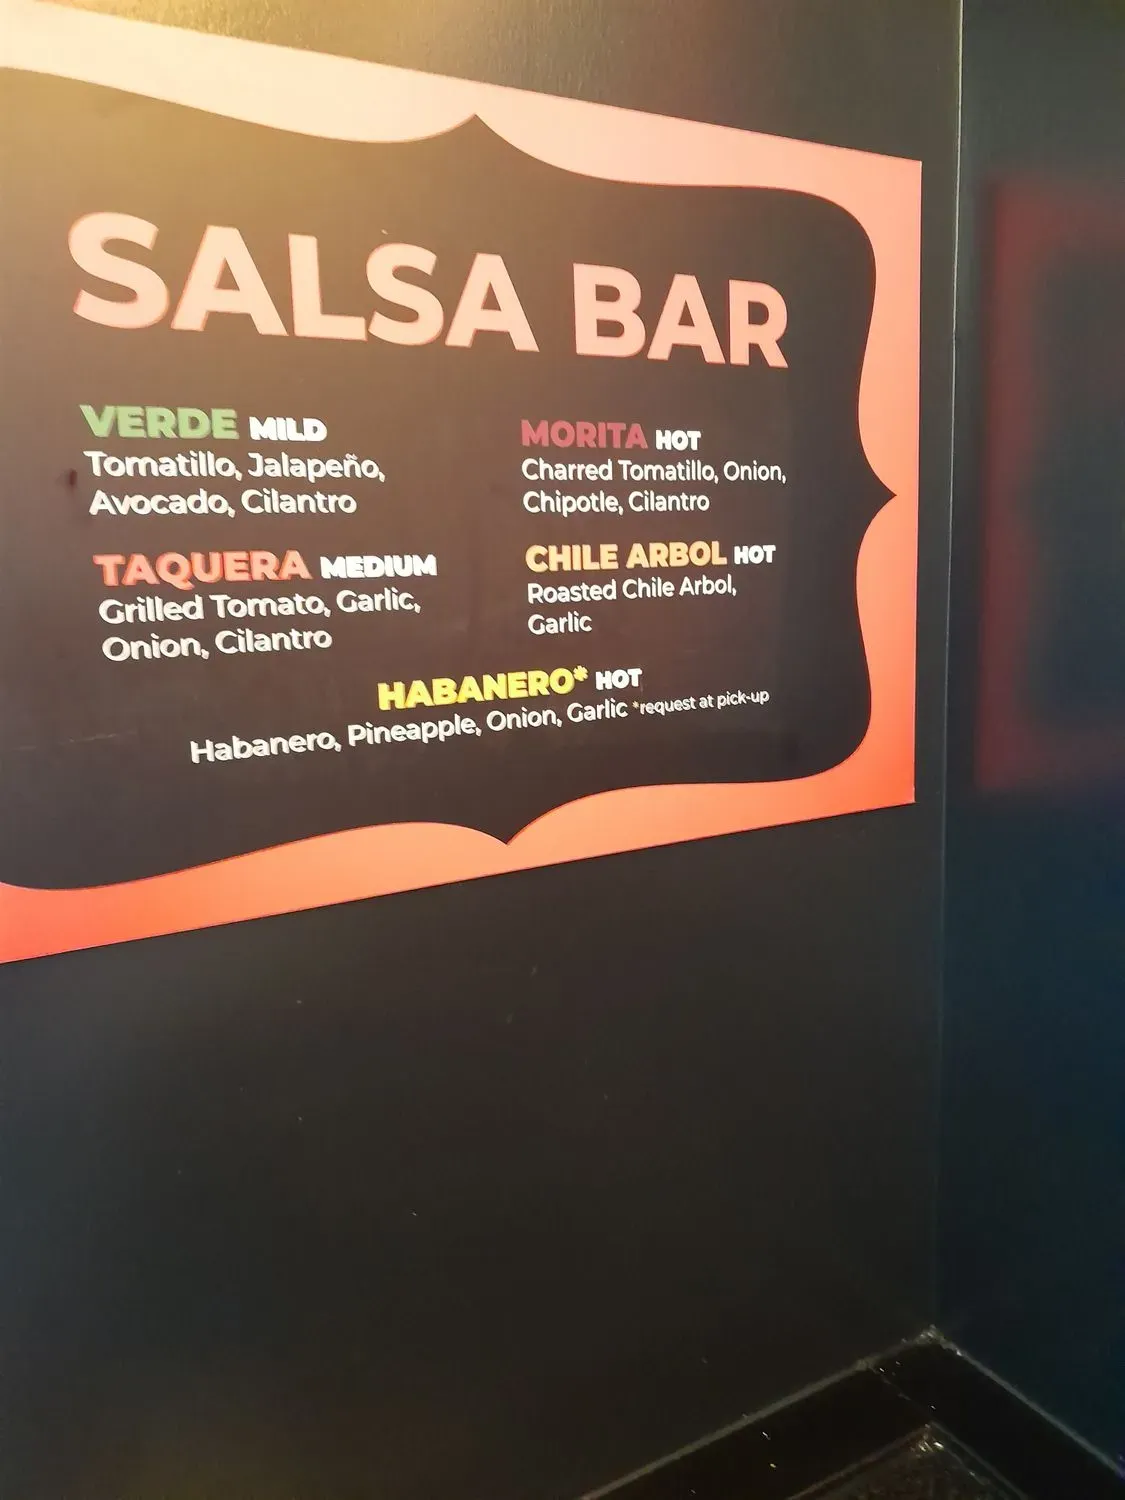 SALSA BAR
VERDE MILD
Tomatillo, Jalapeño,
Avocado, Cilantro
TAQUERA MEDIUM
Grilled Tomato, Garlic,
Onion, Cilantro
MORITA HOT
Charred Tomatillo, Onion,
Chipotle, Cilantro
CHILE ARBOL HOT
Roasted Chile Arbol,
Garlic
HABANERO* HOT
Habanero, Pineapple, Onion, Garlic *request at pick-up